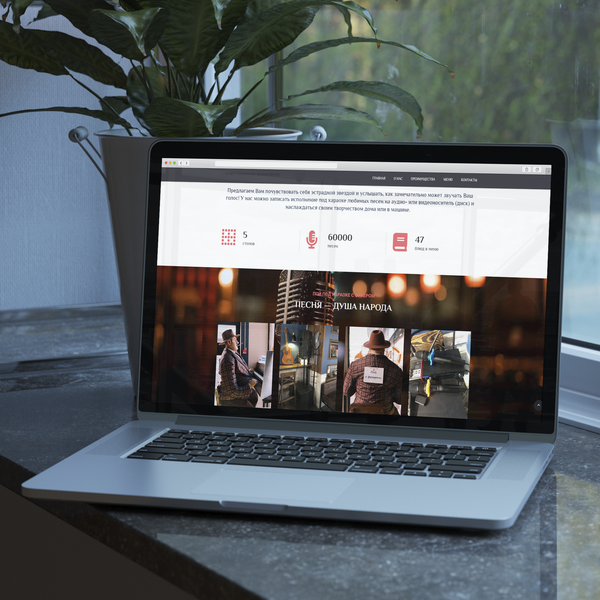 ГЛАВНАЯ О НАС ПРЕИМУЩЕСТВА МЕНЮ КОНТАКТЫ
Предлагаем Вам почувствовать себя эстрадной звездой и услышать, как замечательно может звучать Ваш
голос! У нас можно записать исполнение под караоке любимых песен на аудио- или видеоноситель (диск) и
наслаждаться своим творчеством дома или в машине.
5
столов
60000
песен
47
блюд в меню
ПЕСНЯ — ДУША НАРОДА